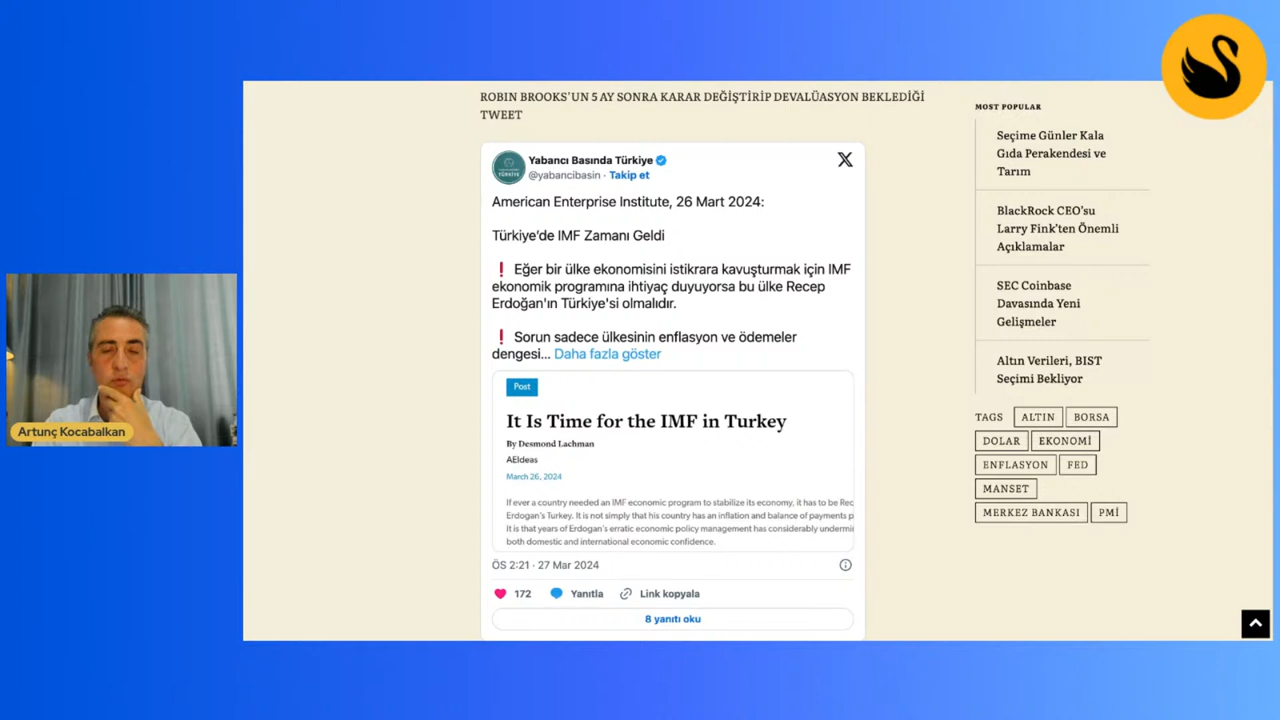 ROBIN BROOKS'UN 5 AY SONRA KARAR DEĞİŞTİRİP DEVALÜASYON BEKLEDİĞİ
TWEET
Yabancı Basında Türkiye
@yabancibasin · Takip et
American Enterprise Institute, 26 Mart 2024:
Türkiye'de IMF Zamanı Geldi
❗ Eğer bir ülke ekonomisini istikrara kavuşturmak için IMF
ekonomik programına ihtiyaç duyuyorsa bu ülke Recep
Erdoğan'ın Türkiye'si olmalıdır.
❗ Sorun sadece ülkesinin enflasyon ve ödemeler
dengesi... Daha fazla göster
Post
It Is Time for the IMF in Turkey
By Desmond Lachman
AEIdeas
March 26, 2024
If ever a country needed an IMF economic program to stabilize its economy, it has to be Rec
Erdogan's Turkey. It is not simply that his country has an inflation and balance of payments p
It is that years of Erdogan's erratic economic policy management has considerably undermi
both domestic and international economic confidence.
ÖS 2:21 · 27 Mar 2024
172 Yanıtla Link kopyala
8 yanıtı oku
MOST POPULAR
Seçime Günler Kala
Gıda Perakendesi ve
Tarım
BlackRock CEO'su
Larry Fink'ten Önemli
Açıklamalar
SEC Coinbase
Davasında Yeni
Gelişmeler
Altın Verileri, BIST
Seçimi Bekliyor
TAGS ALTIN BORSA
DOLAR EKONOMİ
ENFLASYON FED
MANSET
MERKEZ BANKASI PMİ
Artunç Kocabalkan